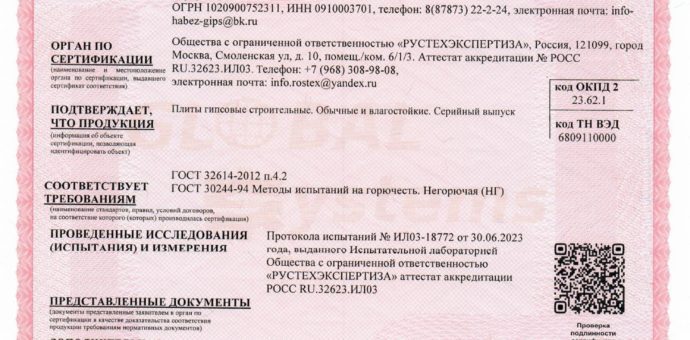 ОГРН 1020900752311, ИНН 0910003701, телефон: 8(87873) 22-2-24, электронная почта: info-
habez-gips@bk.ru
ОРГАН ПО
СЕРТИФИКАЦИИ
(наименование и местоположение
органа по сертификации, выдавшего
сертификат соответствия)
Общества с ограниченной ответственностью «РУСТЕХЭКСПЕРТИЗА», Россия, 121099, город
Москва, Смоленская ул, д. 10, помещ./ком. 6/1/3. Аттестат аккредитации № РОСС
RU.32623.ИЛ03. Телефон: +7 (968) 308-98-08,
электронная почта: info.rostex@yandex.ru
код ОКПД 2
23.62.1
код ТН ВЭД
6809110000
ПОДТВЕРЖДАЕТ,
ЧТО ПРОДУКЦИЯ
(информация об объекте
сертификации, позволяющая
идентифицировать объект)
Плиты гипсовые строительные. Обычные и влагостойкие. Серийный выпуск
GLOBAL
systems
СООТВЕТСТВУЕТ
ТРЕБОВАНИЯМ
(наименование стандартов, правил, условий договоров,
на соответствие которого (которых) производилась сертификация)
ГОСТ 32614-2012 п.4.2
ГОСТ 30244-94 Методы испытаний на горючесть. Негорючая (НГ)
ПРОВЕДЕННЫЕ ИССЛЕДОВАНИЯ
(ИСПЫТАНИЯ) И ИЗМЕРЕНИЯ
Протокола испытаний № ИЛ03-18772 от 30.06.2023
года, выданного Испытательной лабораторией
Общества с ограниченной ответственностью
«РУСТЕХЭКСПЕРТИЗА» аттестат аккредитации
РОСС RU.32623.ИЛ03
ПРЕДСТАВЛЕННЫЕ ДОКУМЕНТЫ
(документы представленные заявителем в орган по
сертификации в качестве доказательства соответствия
продукции требованиям нормативных документов)
Проверка
подлинности